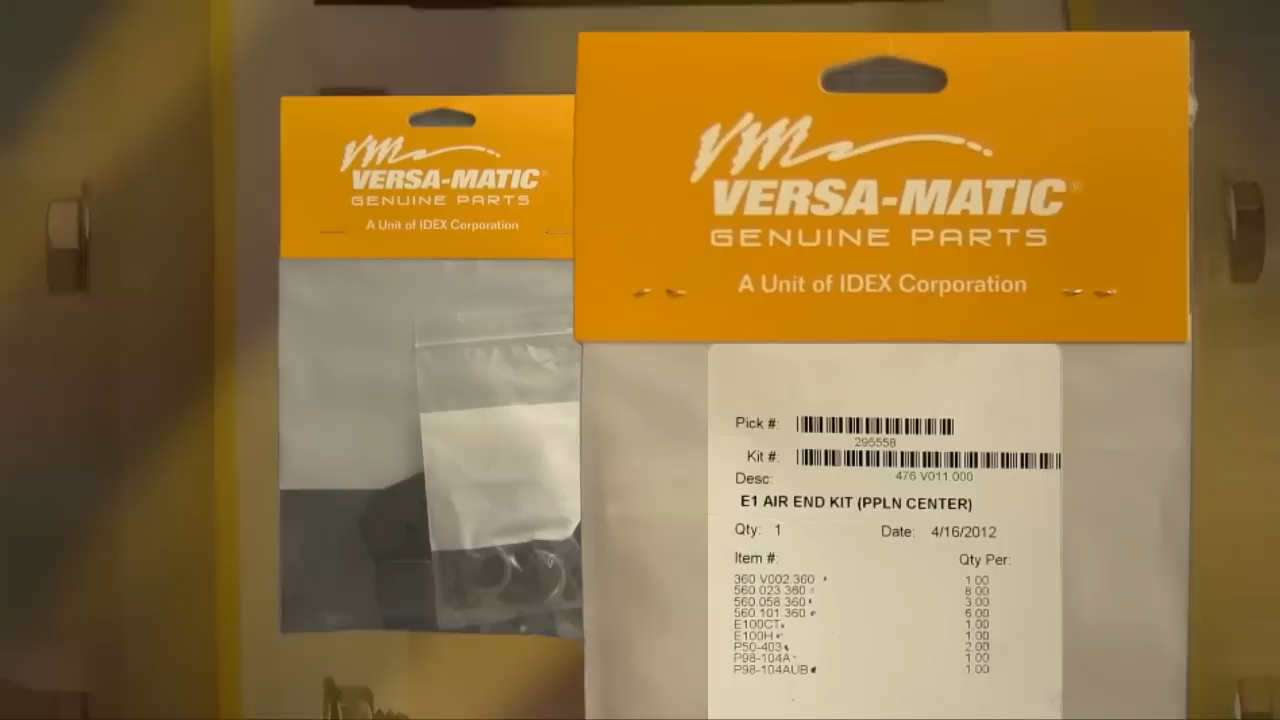 VM
VERSA-MATIC®
GENUINE PARTS
A Unit of IDEX Corporation
VM
VERSA-MATIC®
GENUINE PARTS
A Unit of IDEX Corporation
Pick #:
295558
Kit #:
476 V011.000
Desc:
E1 AIR END KIT (PPLN CENTER)
Qty: 1 Date: 4/16/2012
Item #: Qty Per:
360 V002 360 1.00
560 023 360 8.00
560 058 360 3.00
560 101 360 6.00
E100CT 1.00
E100H 1.00
P50-403 2.00
P98-104A 1.00
P98-104AUB 1.00